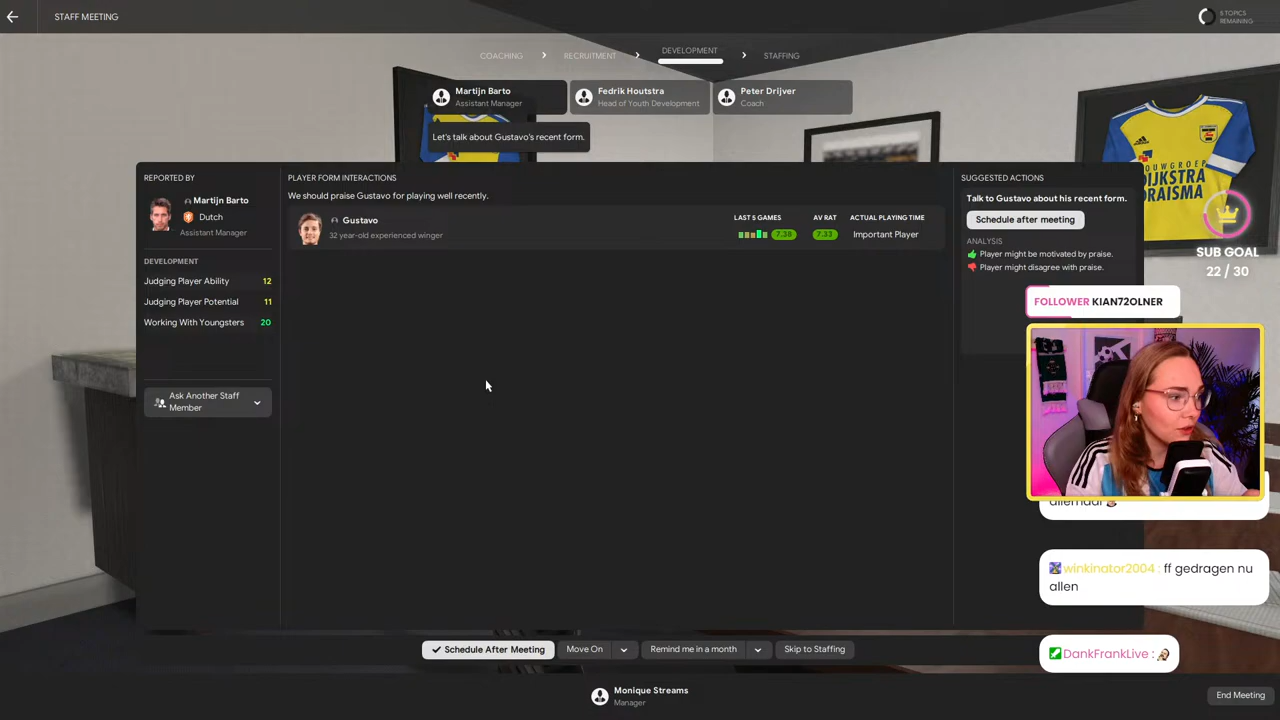 STAFF MEETING
5 TOPICS
REMAINING
COACHING
RECRUITMENT
DEVELOPMENT
STAFFING
Martijn Barto
Assistant Manager
Fedrik Houtstra
Head of Youth Development
Peter Drijver
Coach
Let's talk about Gustavo's recent form.
REPORTED BY
Martijn Barto
Dutch
Assistant Manager
DEVELOPMENT
Judging Player Ability 12
Judging Player Potential 11
Working With Youngsters 20
Ask Another Staff
Member
PLAYER FORM INTERACTIONS
We should praise Gustavo for playing well recently.
Gustavo
32 year-old experienced winger
LAST 5 GAMES
7.38
AV RAT
7.33
ACTUAL PLAYING TIME
Important Player
SUGGESTED ACTIONS
Talk to Gustavo about his recent form.
Schedule after meeting
ANALYSIS
Player might be motivated by praise.
Player might disagree with praise.
DIJKSTRA
DRAISMA
SUB GOAL
22 / 30
FOLLOWER KIAN72OLNER
winkinator2004 : ff gedragen nu
allen
DankFrankLive :
Schedule After Meeting
Move On
Remind me in a month
Skip to Staffing
Monique Streams
Manager
End Meeting